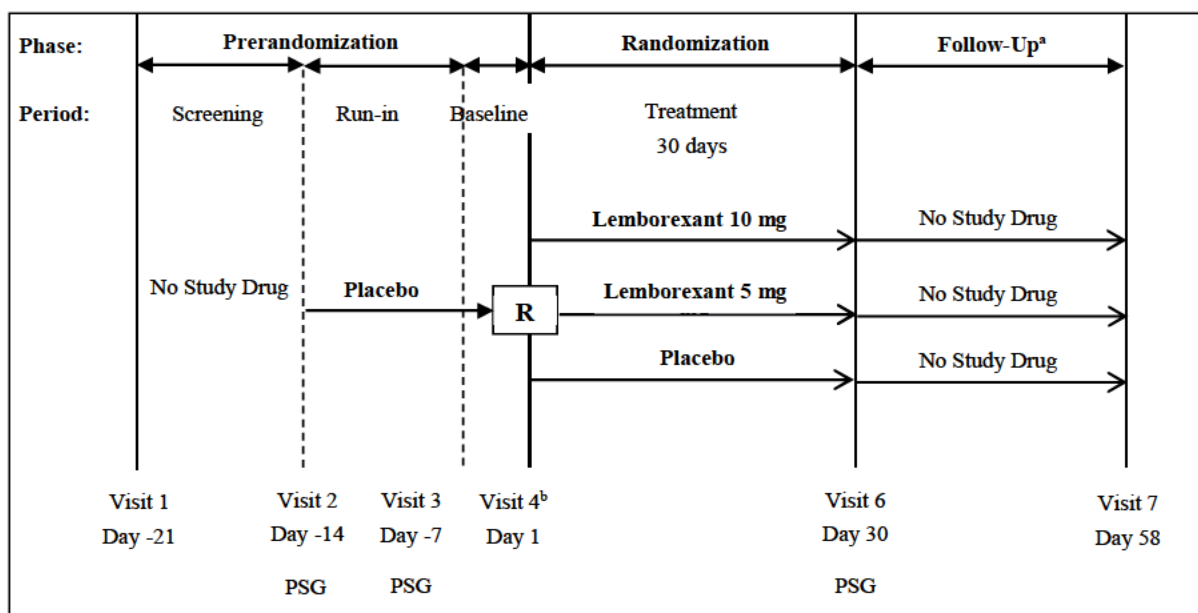 Phase: Prerandomization Randomization Follow-Upᵃ
Period: Screening Run-in Baseline Treatment
30 days
Lemborexant 10 mg No Study Drug
No Study Drug Placebo R Lemborexant 5 mg No Study Drug
Placebo No Study Drug
Visit 1 Visit 2 Visit 3 Visit 4ᵇ Visit 6 Visit 7
Day -21 Day -14 Day -7 Day 1 Day 30 Day 58
PSG PSG PSG